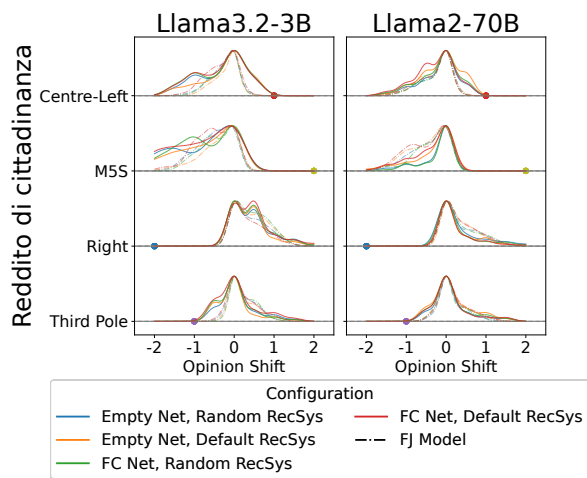 Llama3.2-3B Llama2-70B
Reddito di cittadinanza
Centre-Left
M5S
Right
Third Pole
-2 -1 0 1 2 -2 -1 0 1 2
Opinion Shift Opinion Shift
Configuration
Empty Net, Random RecSys FC Net, Default RecSys
Empty Net, Default RecSys FJ Model
FC Net, Random RecSys